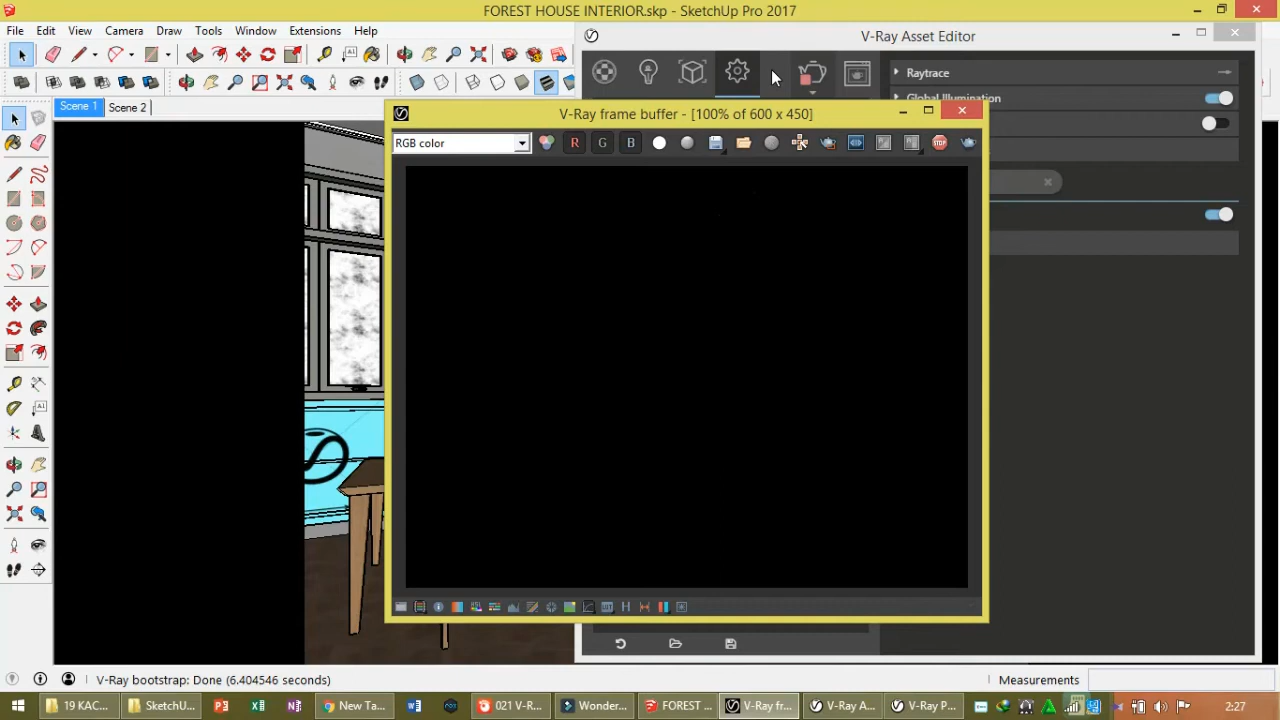 FOREST HOUSE INTERIOR.skp - SketchUp Pro 2017
File Edit View Camera Draw Tools Window Extensions Help
V-Ray Asset Editor
Raytrace
Global Illumination
Scene 1 Scene 2
V-Ray frame buffer - [100% of 600 x 450]
RGB color
R G B
STOP
A1
V-Ray bootstrap: Done (6.404546 seconds)
Measurements
19 KAC... SketchU... New Ta... 021 V-R... Wonder... FOREST ... V-Ray fr... V-Ray A... V-Ray P...
2:27